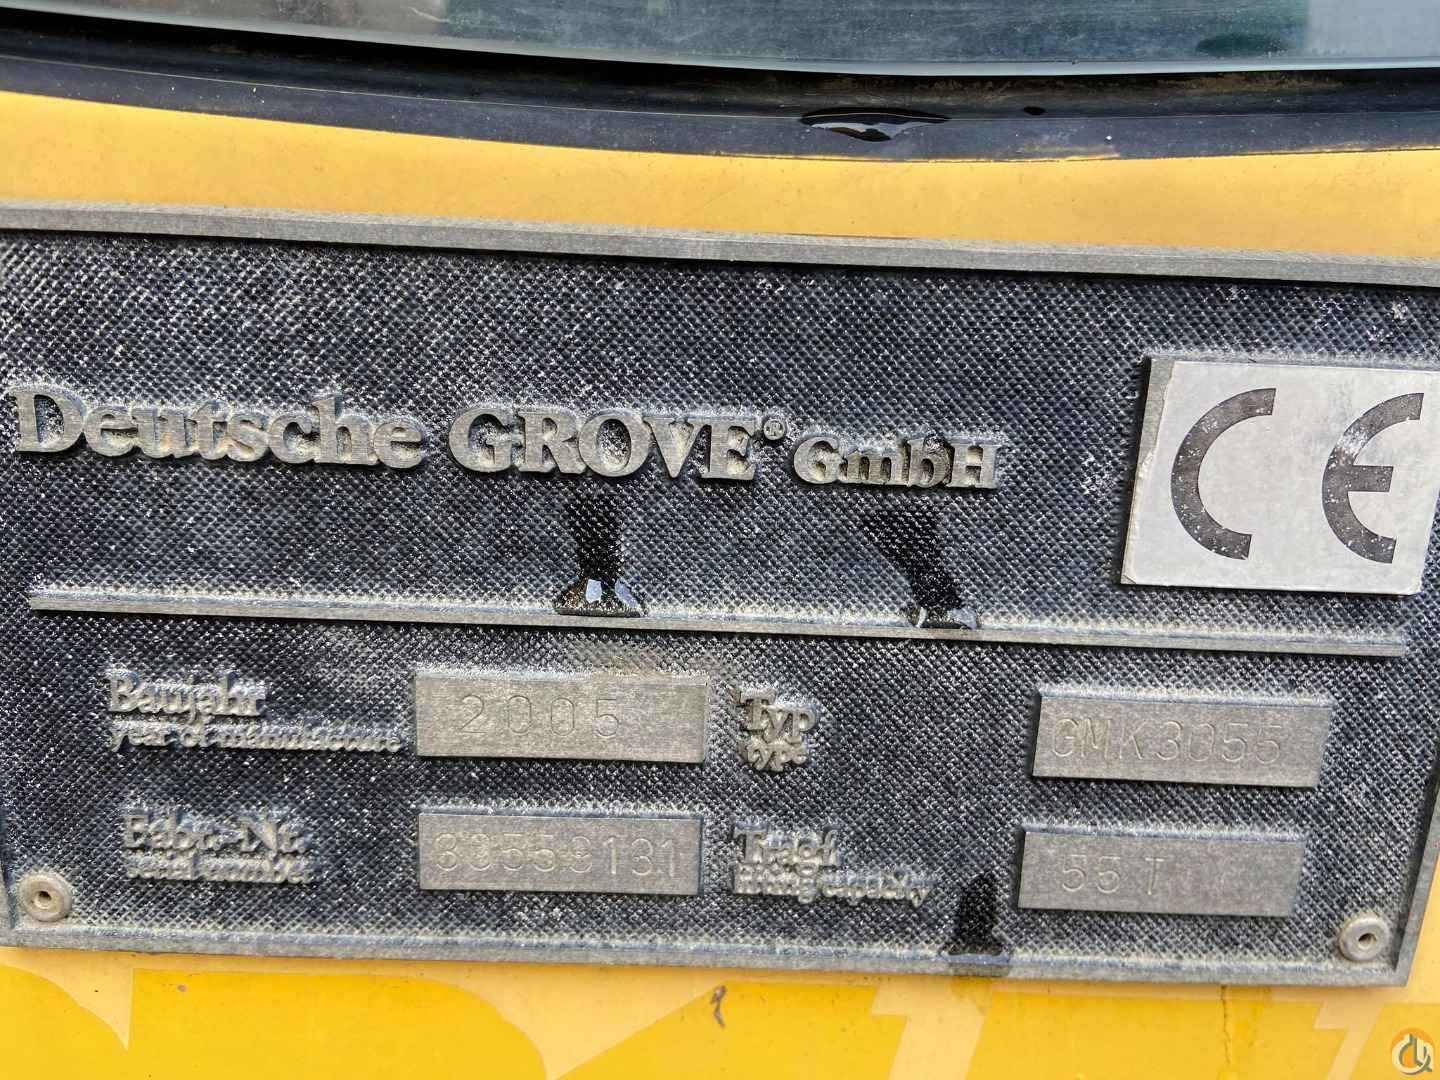 Deutsche GROVE® GmbH
CE
Baujahr
year of manufacture
2005
Typ
type
GMK3055
Fabr.-Nr.
serial number
Tragf.
lifting capacity
55 T